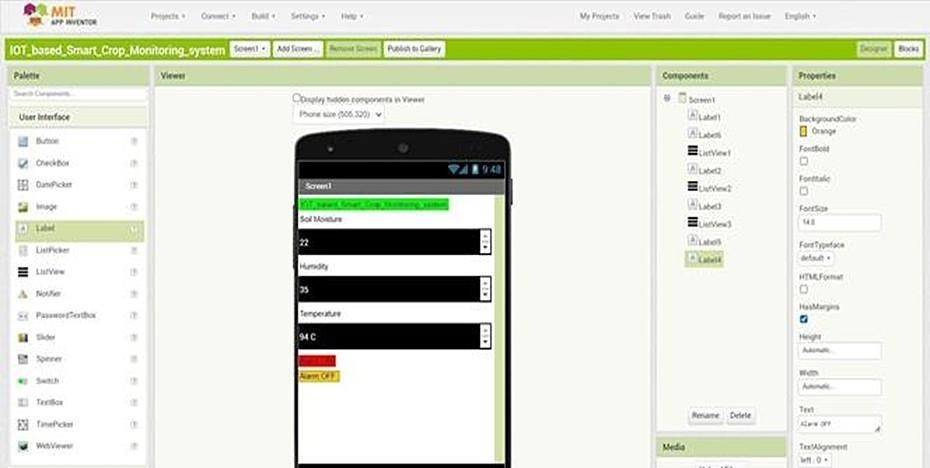 MIT
APP INVENTOR
Projects Connect Build Settings Help My Projects View Trash Guide Report an Issue English
IOT_based_Smart_Crop_Monitoring_system Screen1 Add Screen ... Remove Screen Publish to Gallery Designer Blocks
Palette
Search Components...
User Interface
Button
CheckBox
DatePicker
Image
Label
ListPicker
ListView
Notifier
PasswordTextBox
Slider
Spinner
Switch
TextBox
TimePicker
WebViewer
Viewer
Display hidden components in Viewer
Phone size (505,320)
9:48
Screen1
IOT_based_Smart_Crop_Monitoring_system
Soil Moisture
22
Humidity
35
Temperature
94 C
Alarm OFF
Components
Screen1
Label1
Label6
ListView1
Label2
ListView2
Label3
ListView3
Label5
Label4
Rename Delete
Media
Properties
Label4
BackgroundColor
Orange
FontBold
FontItalic
FontSize
14.0
FontTypeface
default
HTMLFormat
HasMargins
Height
Automatic...
Width
Automatic...
Text
Alarm OFF
TextAlignment
left : 0